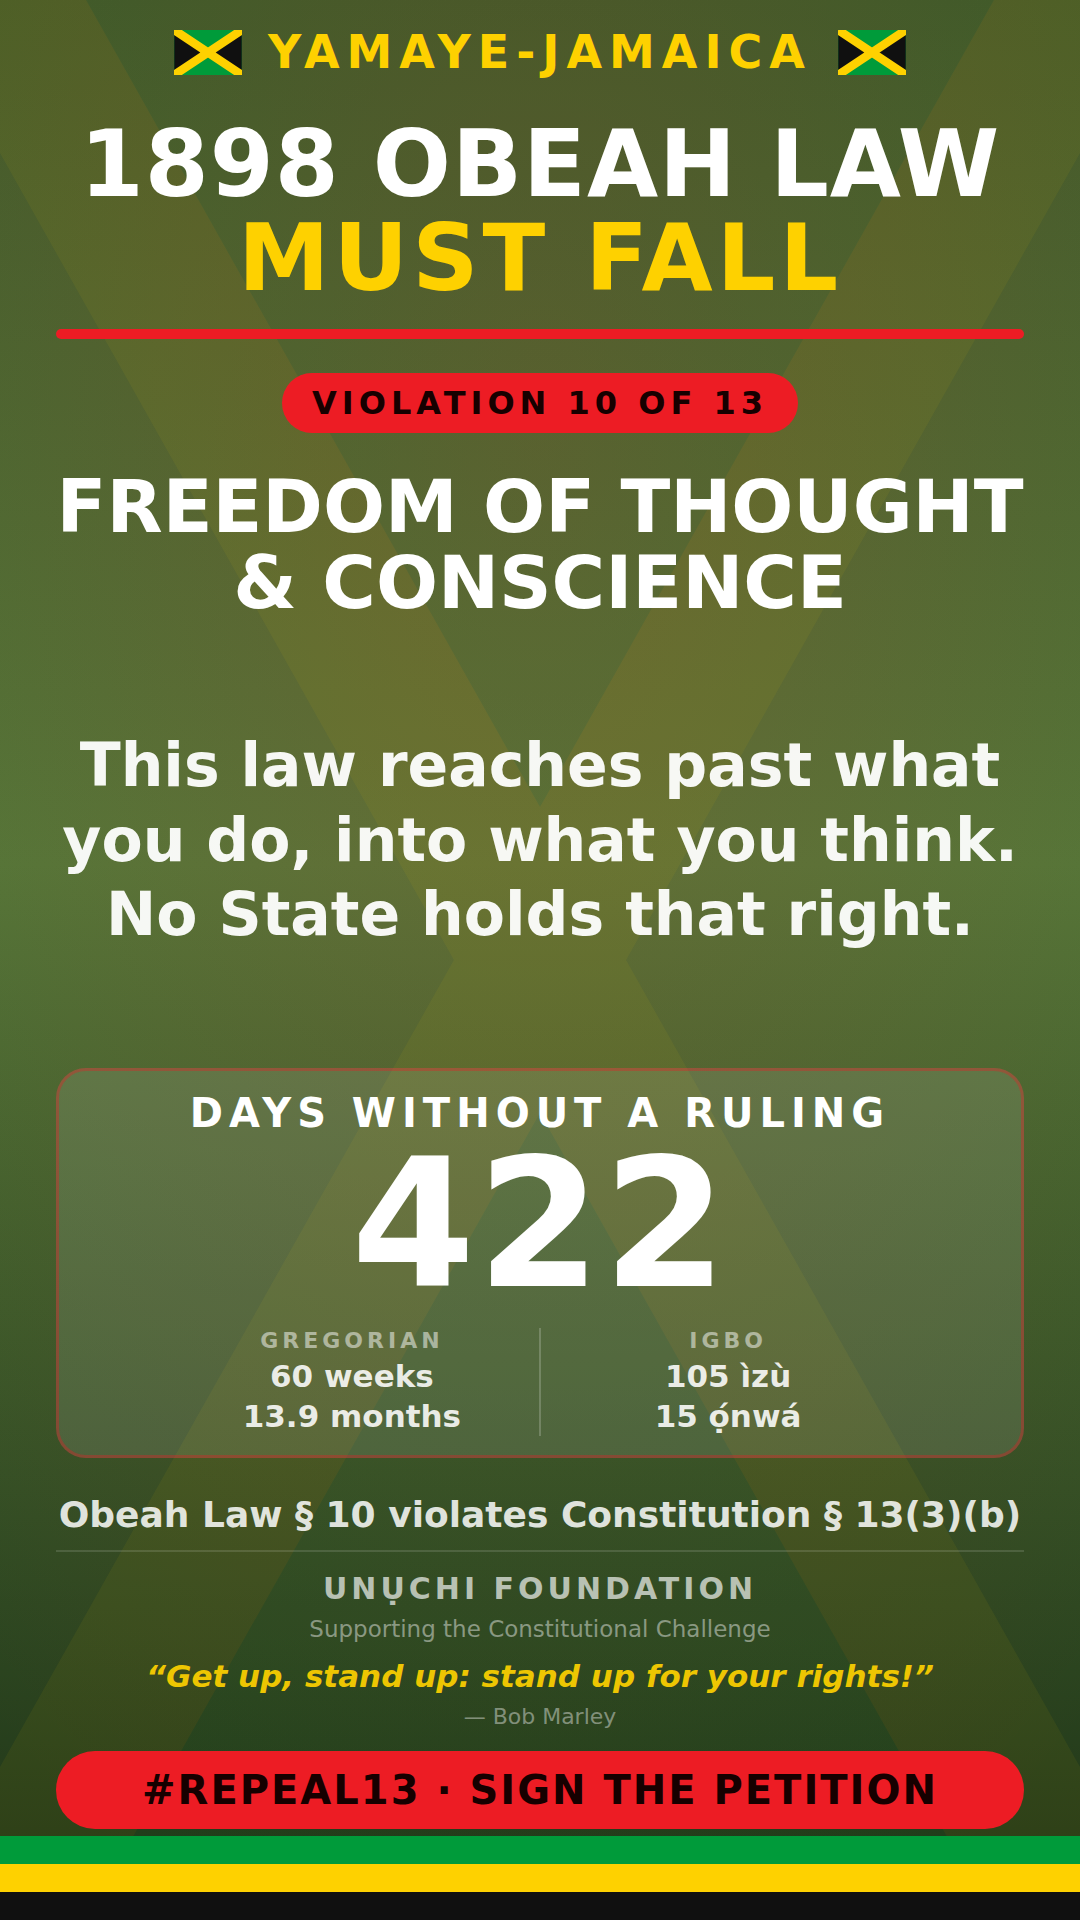 YAMAYE-JAMAICA
1898 OBEAH LAW
MUST FALL
VIOLATION 10 OF 13
FREEDOM OF THOUGHT
& CONSCIENCE
This law reaches past what
you do, into what you think.
No State holds that right.
DAYS WITHOUT A RULING
422
GREGORIAN
60 weeks
13.9 months
IGBO
105 ìzù
15 ọ́nwá
Obeah Law § 10 violates Constitution § 13(3)(b)
UNỤCHI FOUNDATION
Supporting the Constitutional Challenge
“Get up, stand up: stand up for your rights!”
— Bob Marley
#REPEAL13 · SIGN THE PETITION